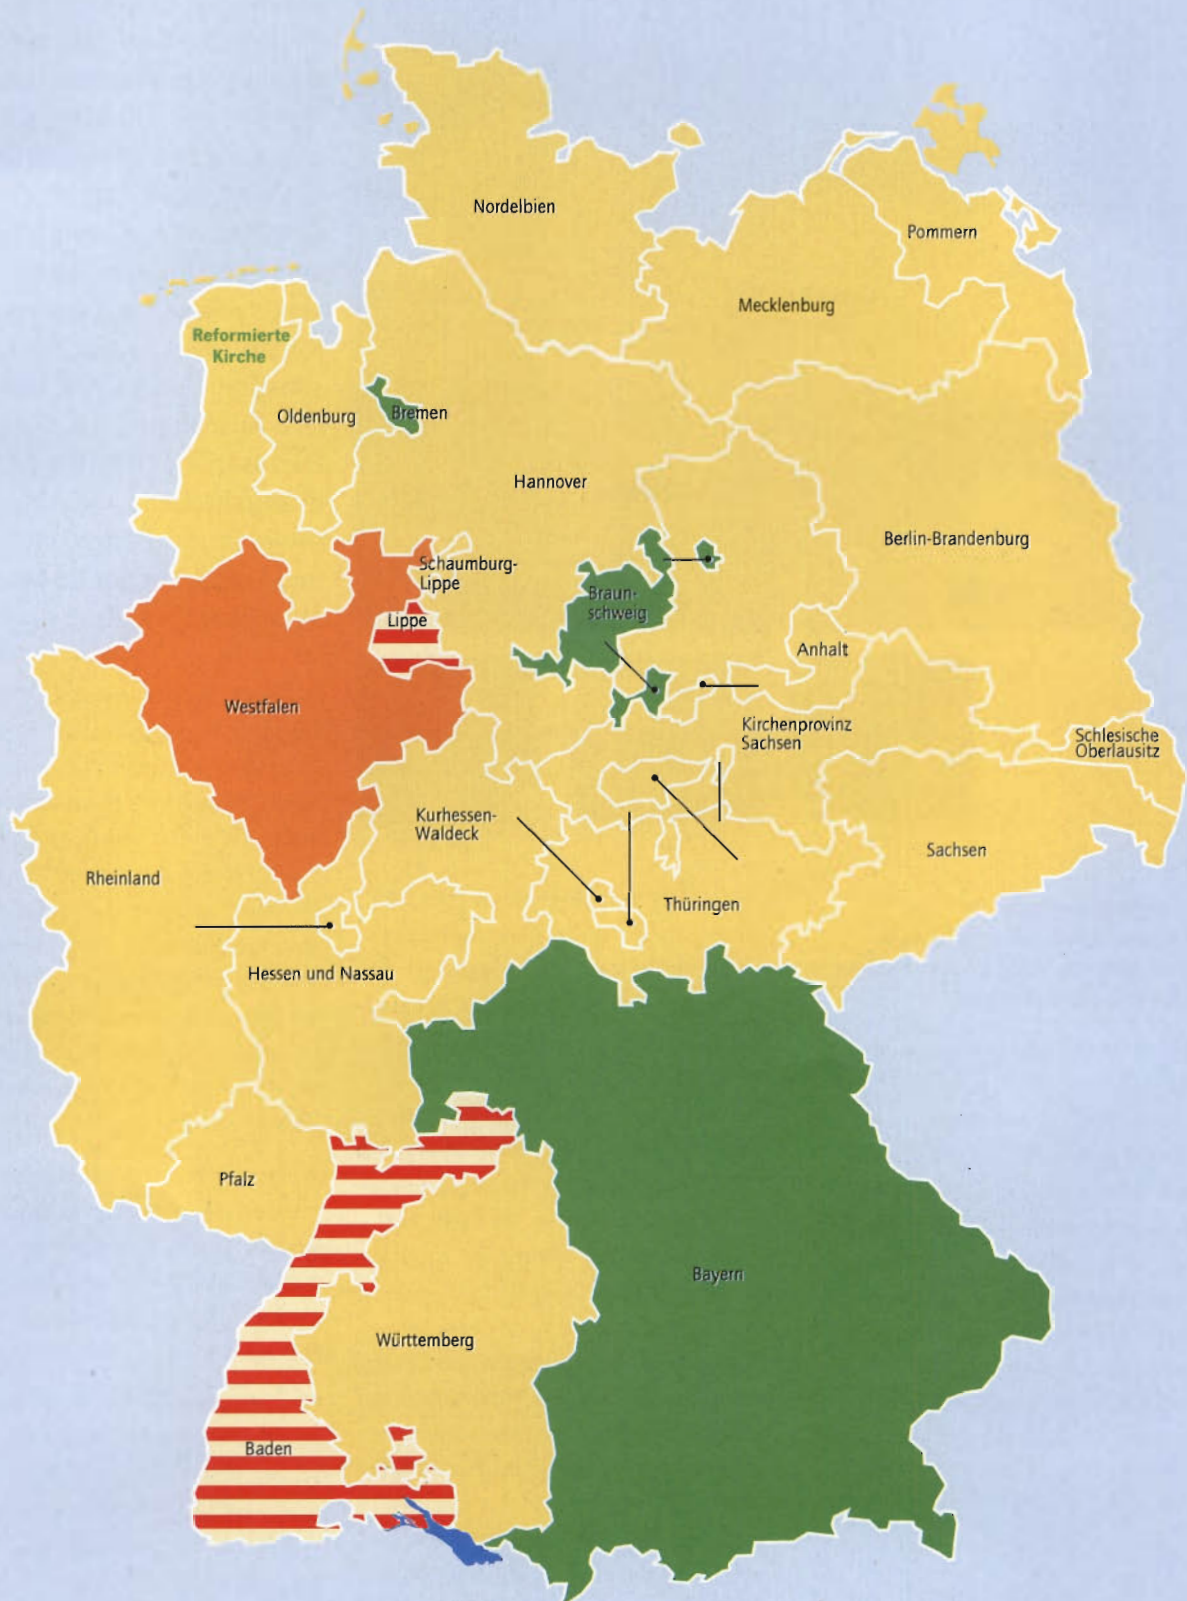 Nordelbien
Pommern
Mecklenburg
Reformierte
Kirche
Oldenburg
Bremen
Hannover
Berlin-Brandenburg
Schaumburg-
Lippe
Braun-
schweig
Lippe
Anhalt
Westfalen
Kirchenprovinz
Sachsen
Schlesische
Oberlausitz
Kurhessen-
Waldeck
Sachsen
Rheinland
Thüringen
Hessen und Nassau
Pfalz
Bayern
Württemberg
Baden